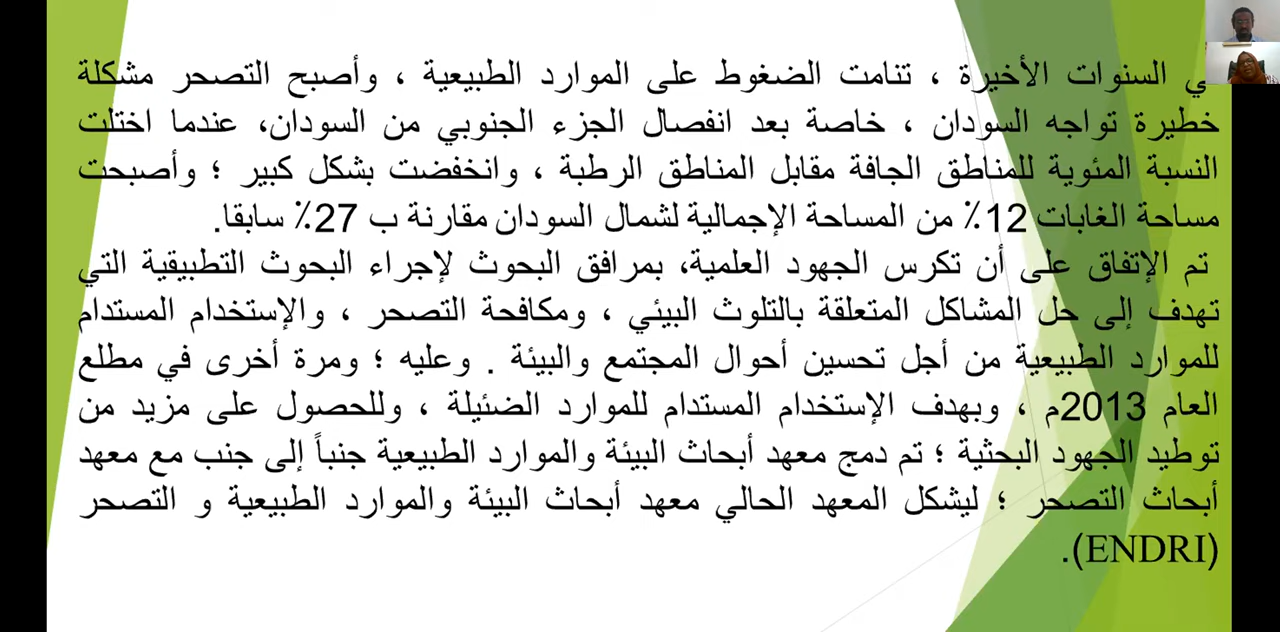 ي السنوات الأخيرة ، تنامت الضغوط على الموارد الطبيعية ، وأصبح التصحر مشكلة
خطيرة تواجه السودان ، خاصة بعد انفصال الجزء الجنوبي من السودان، عندما اختلت
النسبة المئوية للمناطق الجافة مقابل المناطق الرطبة ، وانخفضت بشكل كبير ؛ وأصبحت
مساحة الغابات 12٪ من المساحة الإجمالية لشمال السودان مقارنة ب 27٪ سابقا.
تم الإتفاق على أن تكرس الجهود العلمية، بمرافق البحوث لإجراء البحوث التطبيقية التي
تهدف إلى حل المشاكل المتعلقة بالتلوث البيئي ، ومكافحة التصحر ، والإستخدام المستدام
للموارد الطبيعية من أجل تحسين أحوال المجتمع والبيئة . وعليه ؛ ومرة أخرى في مطلع
العام 2013م ، وبهدف الإستخدام المستدام للموارد الضئيلة ، وللحصول على مزيد من
توطيد الجهود البحثية ؛ تم دمج معهد أبحاث البيئة والموارد الطبيعية جنباً إلى جنب مع معهد
أبحاث التصحر ؛ ليشكل المعهد الحالي معهد أبحاث البيئة والموارد الطبيعية و التصحر
(ENDRI).